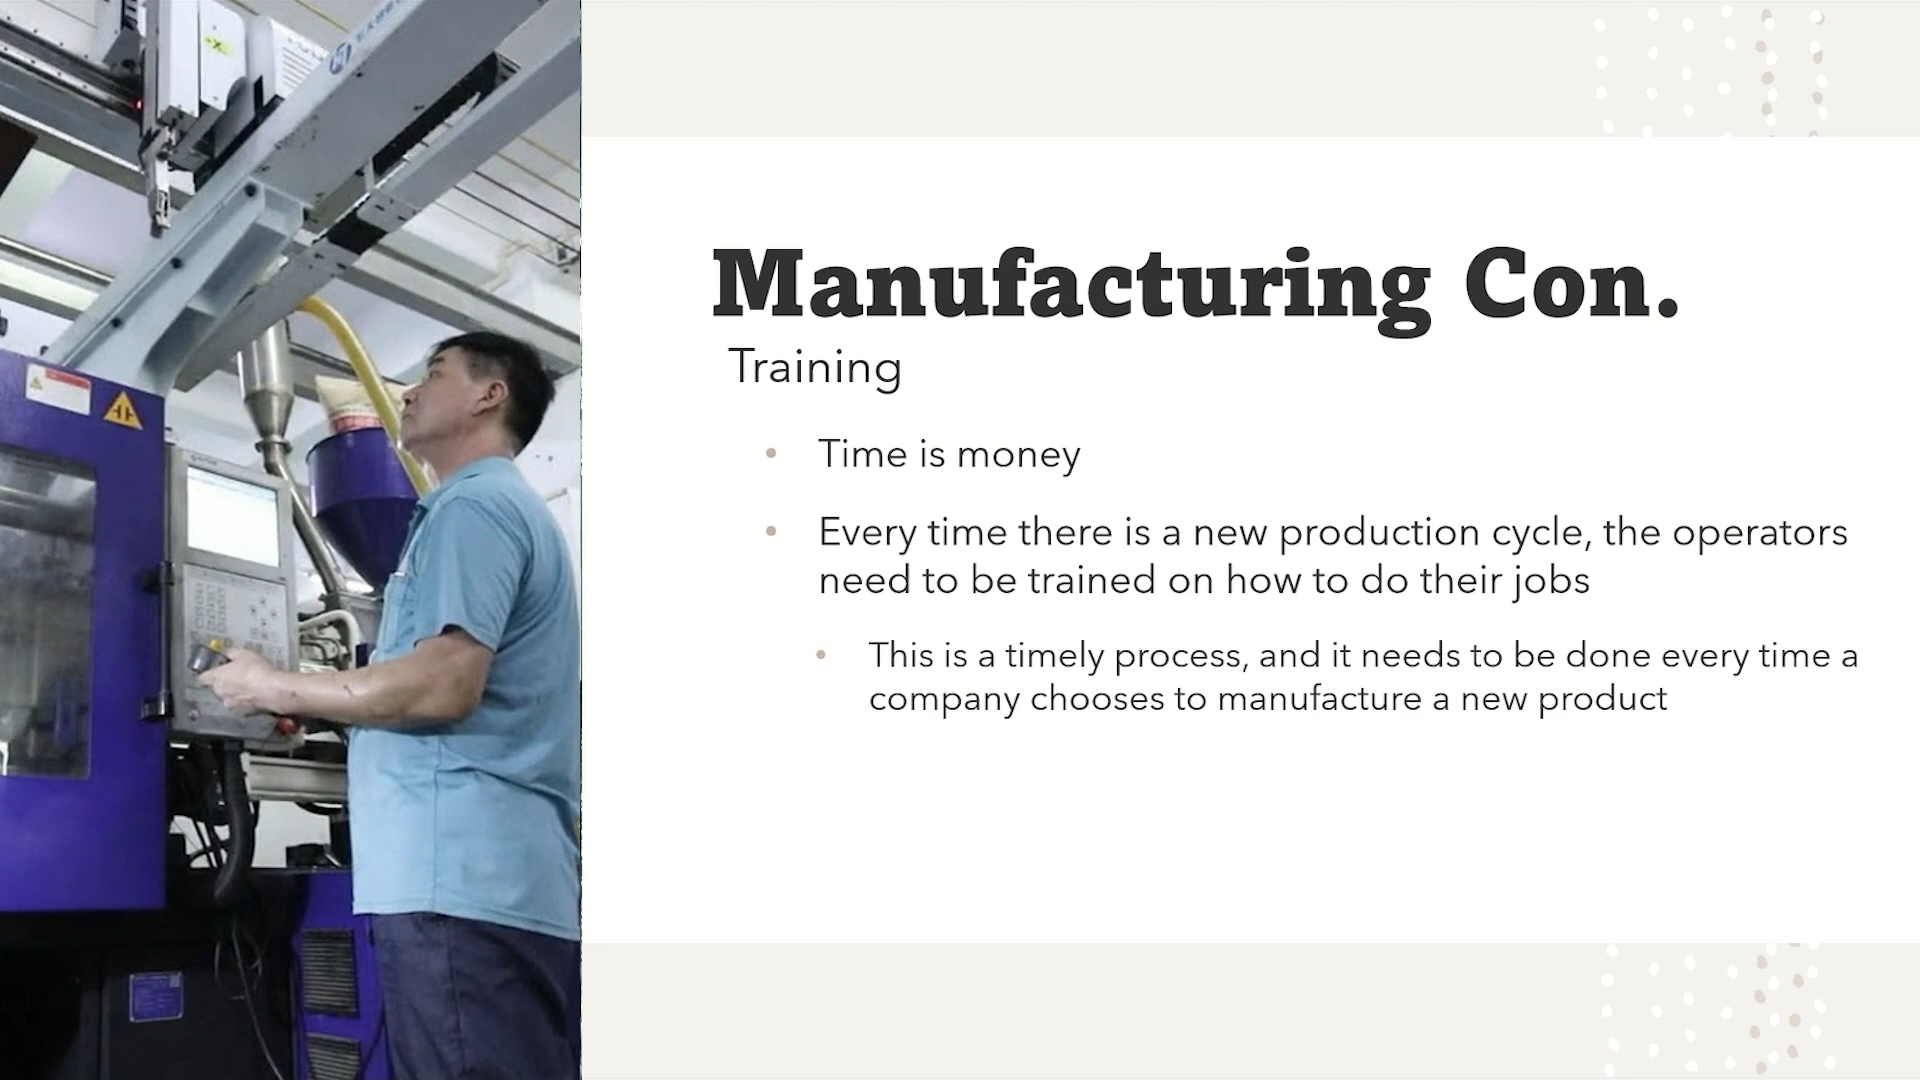 Manufacturing Con.
Training
Time is money
Every time there is a new production cycle, the operators
need to be trained on how to do their jobs
This is a timely process, and it needs to be done every time a
company chooses to manufacture a new product